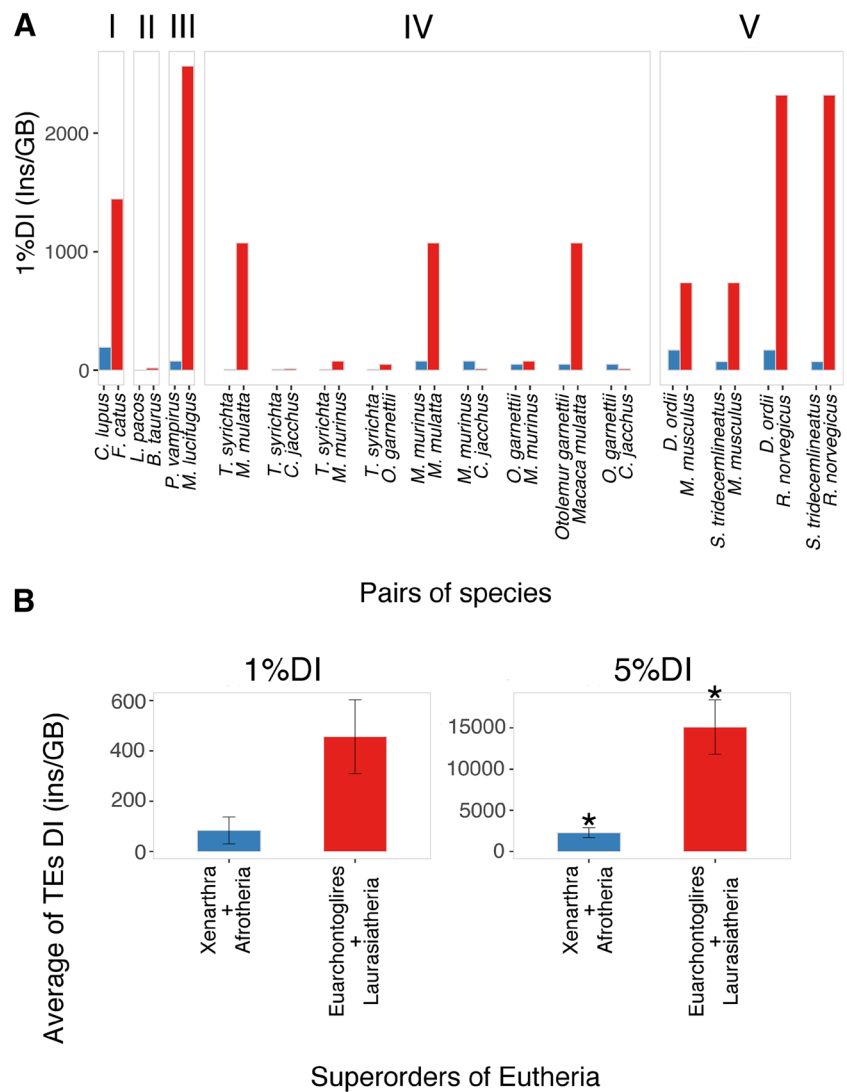 A
I II III IV V
1%DI (Ins/GB)
2000
1000
0
C. lupus
F. catus
L. pacos
B. taurus
P. vampirus
M. lucifugus
T. syrichta
M. mulatta
T. syrichta
C. jacchus
T. syrichta
M. murinus
T. syrichta
O. garnettii
M. murinus
M. mulatta
M. murinus
C. jacchus
O. garnettii
M. murinus
Otolemur garnettii
Macaca mulatta
O. garnettii
C. jacchus
D. ordii
M. musculus
S. tridecemlineatus
M. musculus
D. ordii
R. norvegicus
S. tridecemlineatus
R. norvegicus
Pairs of species
B
Average of TEs DI (ins/GB)
1%DI
600
400
200
0
Xenarthra
+
Afrotheria
Euarchontoglires
+
Laurasiatheria
5%DI
15000
10000
5000
0
*
*
Xenarthra
+
Afrotheria
Euarchontoglires
+
Laurasiatheria
Superorders of Eutheria